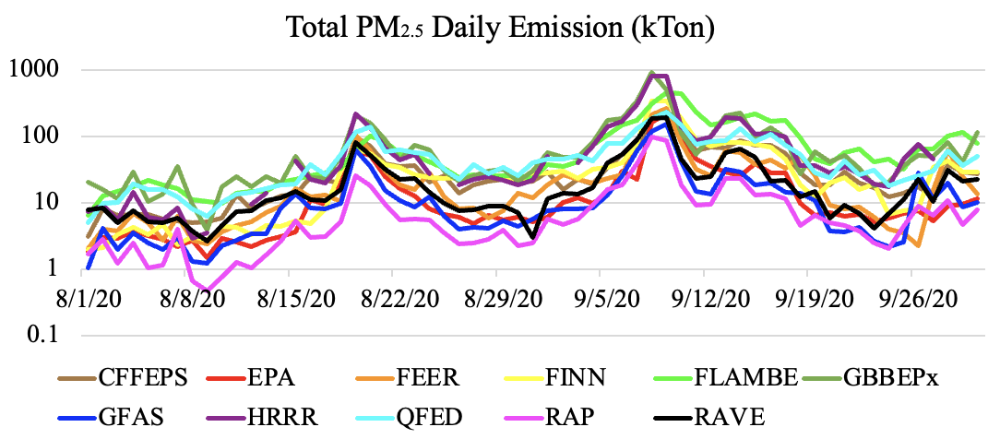 Total PM2.5 Daily Emission (kTon)
1000
100
10
1
8/1/20 8/8/20 8/15/20 8/22/20 8/29/20 9/5/20 9/12/20 9/19/20 9/26/20
0.1
CFFEPS EPA FEER FINN FLAMBE GBBEPx
GFAS HRRR QFED RAP RAVE